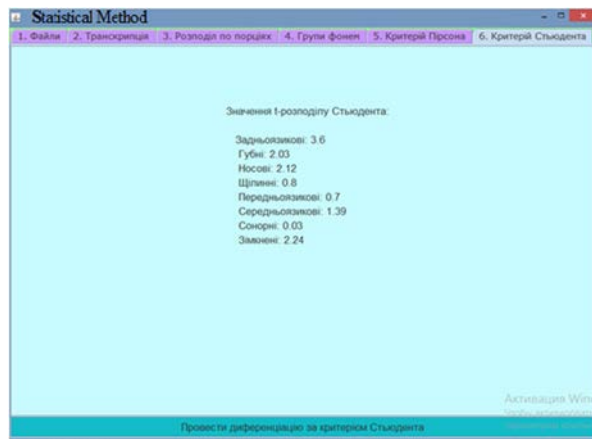 Statistical Method
1. Файли 2. Транскрипція 3. Розподіл по порціях 4. Групи фонем 5. Критерій Пірсона 6. Критерій Стьюдента
Значення t-розподілу Стьюдента:
Задньоязикові: 3.6
Губні: 2.03
Носові: 2.12
Щілинні: 0.8
Передньоязикові: 0.7
Середньоязикові: 1.39
Сонорні: 0.03
Замкнені: 2.24
Активация Win
Провести диференціацію за критерієм Стьюдента